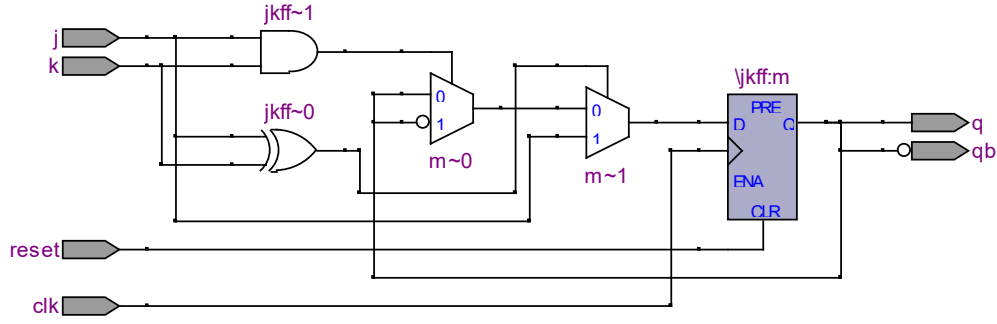 jkff~1
j
k
jkff~0
0
1
m~0
0
1
m~1
\jkff:m
PRE
D Q
ENA
CLR
q
qb
reset
clk